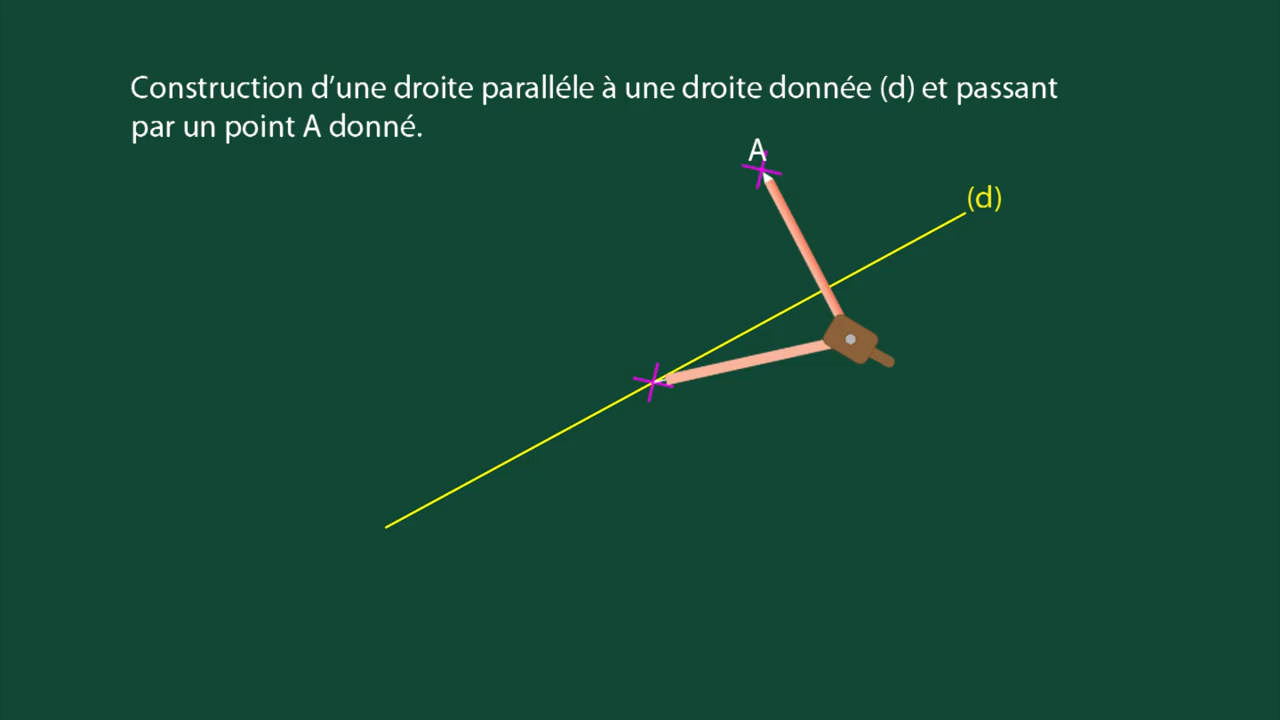 Construction d’une droite paralléle à une droite donnée (d) et passant
par un point A donné.
A
(d)